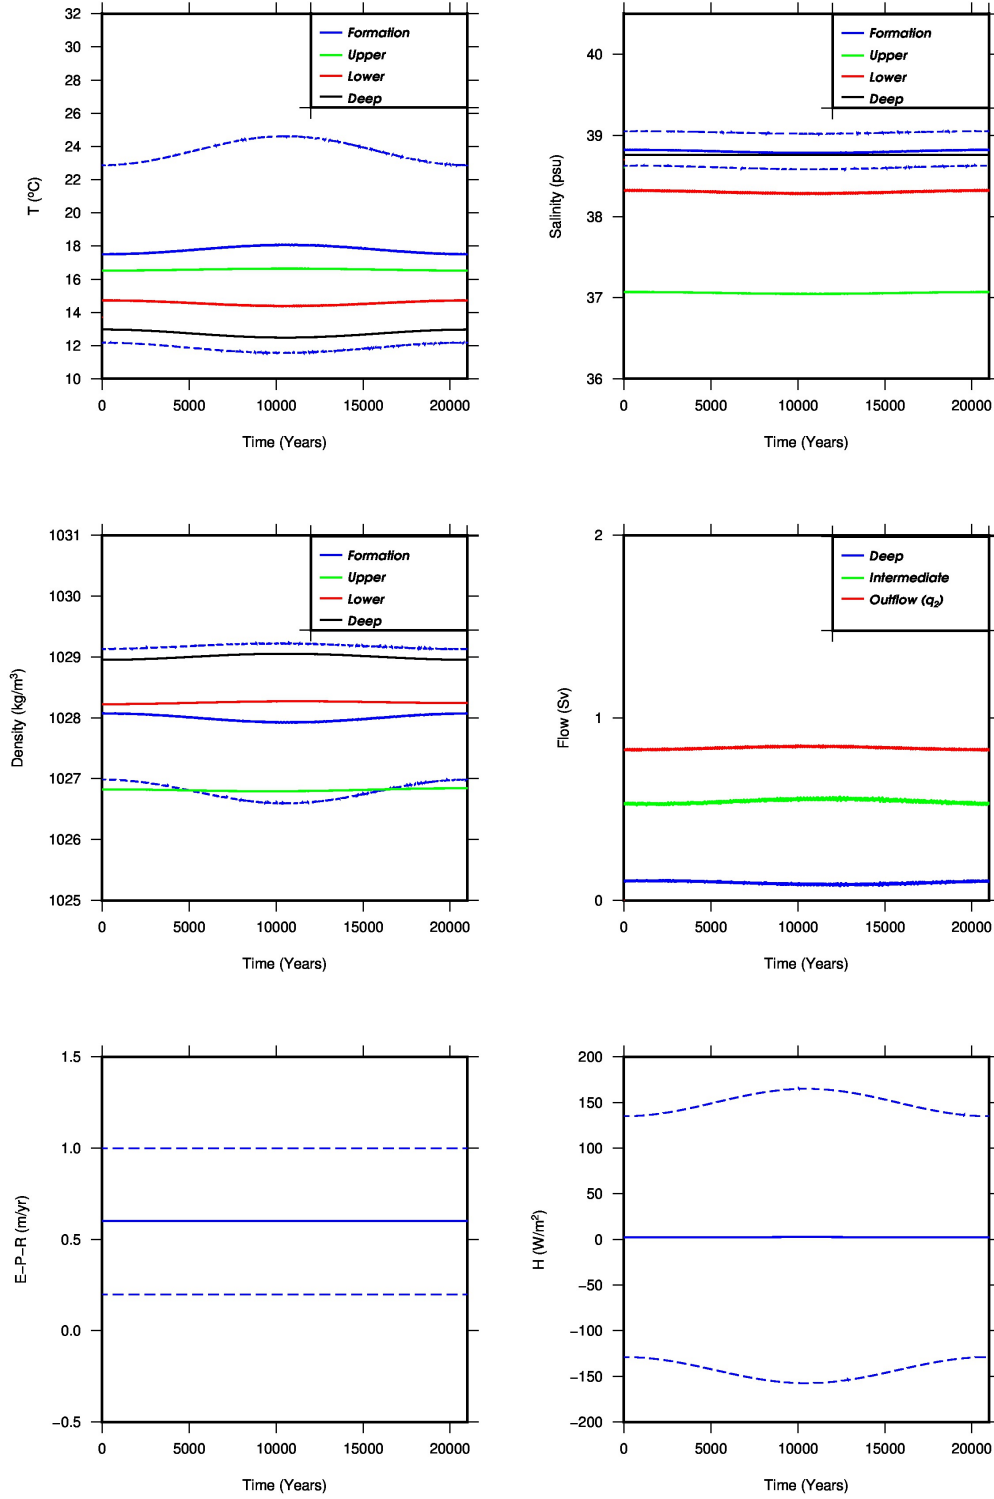 32
30
28
26
24
22
20
18
16
14
12
10
T (ºC)
Formation
Upper
Lower
Deep
0 5000 10000 15000 20000
Time (Years)
40
39
38
37
36
Salinity (psu)
Formation
Upper
Lower
Deep
0 5000 10000 15000 20000
Time (Years)
1031
1030
1029
1028
1027
1026
1025
Density (kg/m³)
Formation
Upper
Lower
Deep
0 5000 10000 15000 20000
Time (Years)
2
1
0
Flow (Sv)
Deep
Intermediate
Outflow (q₂)
0 5000 10000 15000 20000
Time (Years)
1.5
1.0
0.5
0.0
−0.5
E−P−R (m/yr)
0 5000 10000 15000 20000
Time (Years)
200
150
100
50
0
−50
−100
−150
−200
H (W/m²)
0 5000 10000 15000 20000
Time (Years)